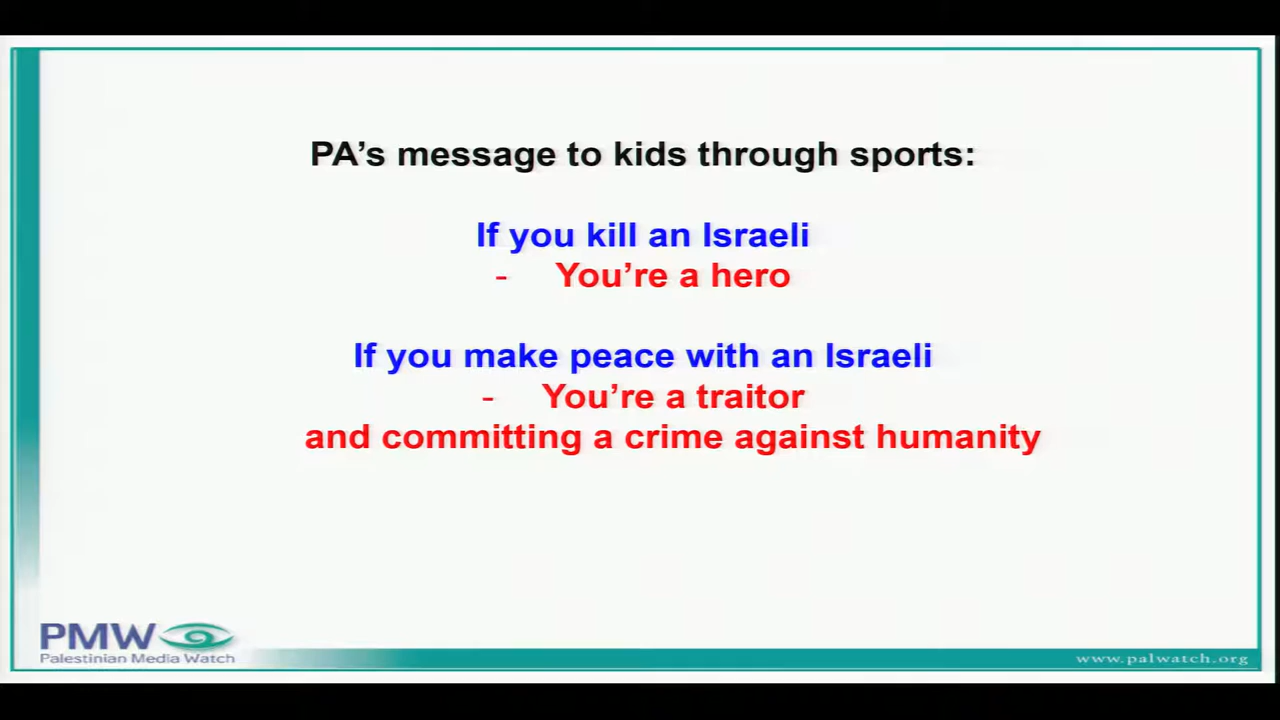 PA's message to kids through sports:
If you kill an Israeli
- You're a hero
If you make peace with an Israeli
- You're a traitor
and committing a crime against humanity
PMW
Palestinian Media Watch
www.palwatch.org